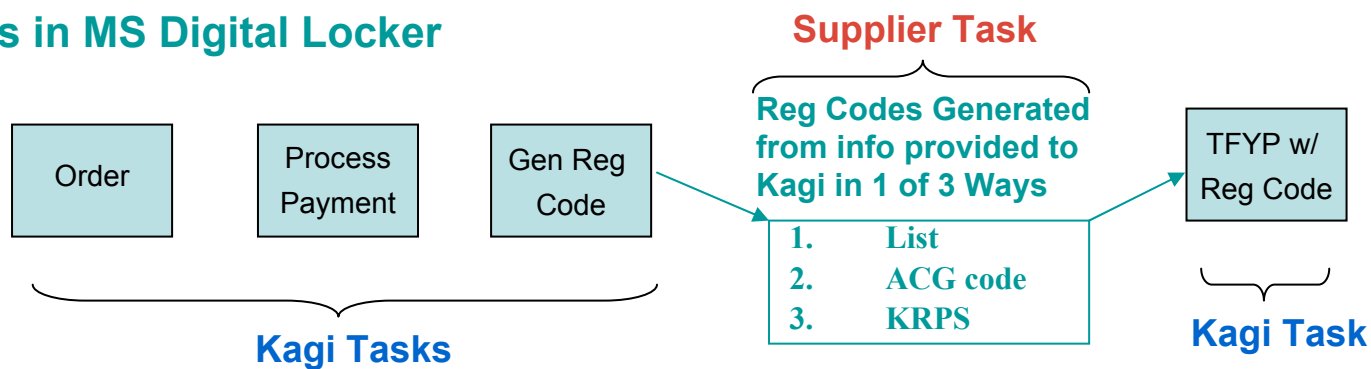 s in MS Digital Locker
Supplier Task
Order
Process
Payment
Gen Reg
Code
Reg Codes Generated
from info provided to
Kagi in 1 of 3 Ways
1. List
2. ACG code
3. KRPS
TFYP w/
Reg Code
Kagi Tasks
Kagi Task